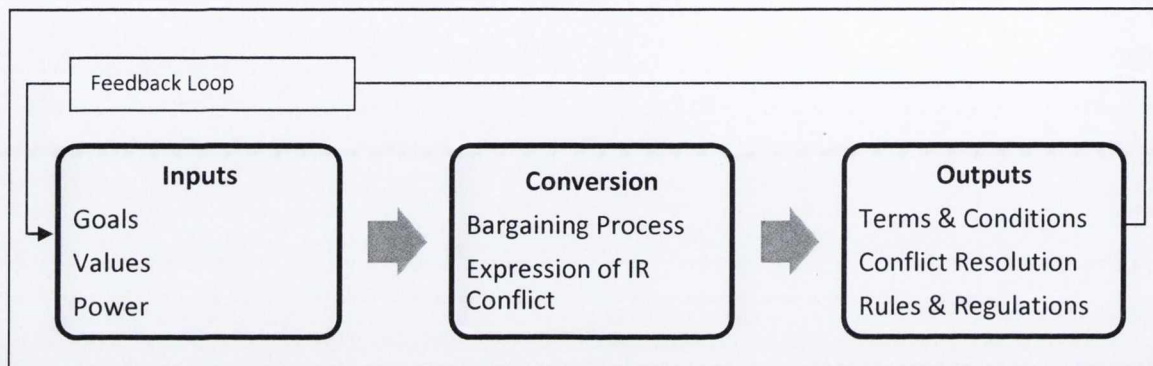 Feedback Loop
Inputs
Goals
Values
Power
Conversion
Bargaining Process
Expression of IR
Conflict
Outputs
Terms & Conditions
Conflict Resolution
Rules & Regulations